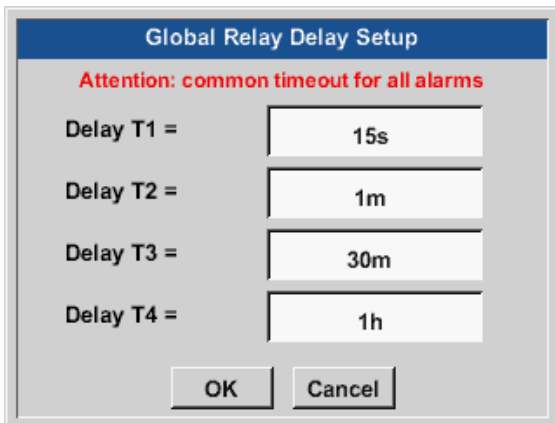 Global Relay Delay Setup
Attention: common timeout for all alarms
Delay T1 = 15s
Delay T2 = 1m
Delay T3 = 30m
Delay T4 = 1h
OK Cancel